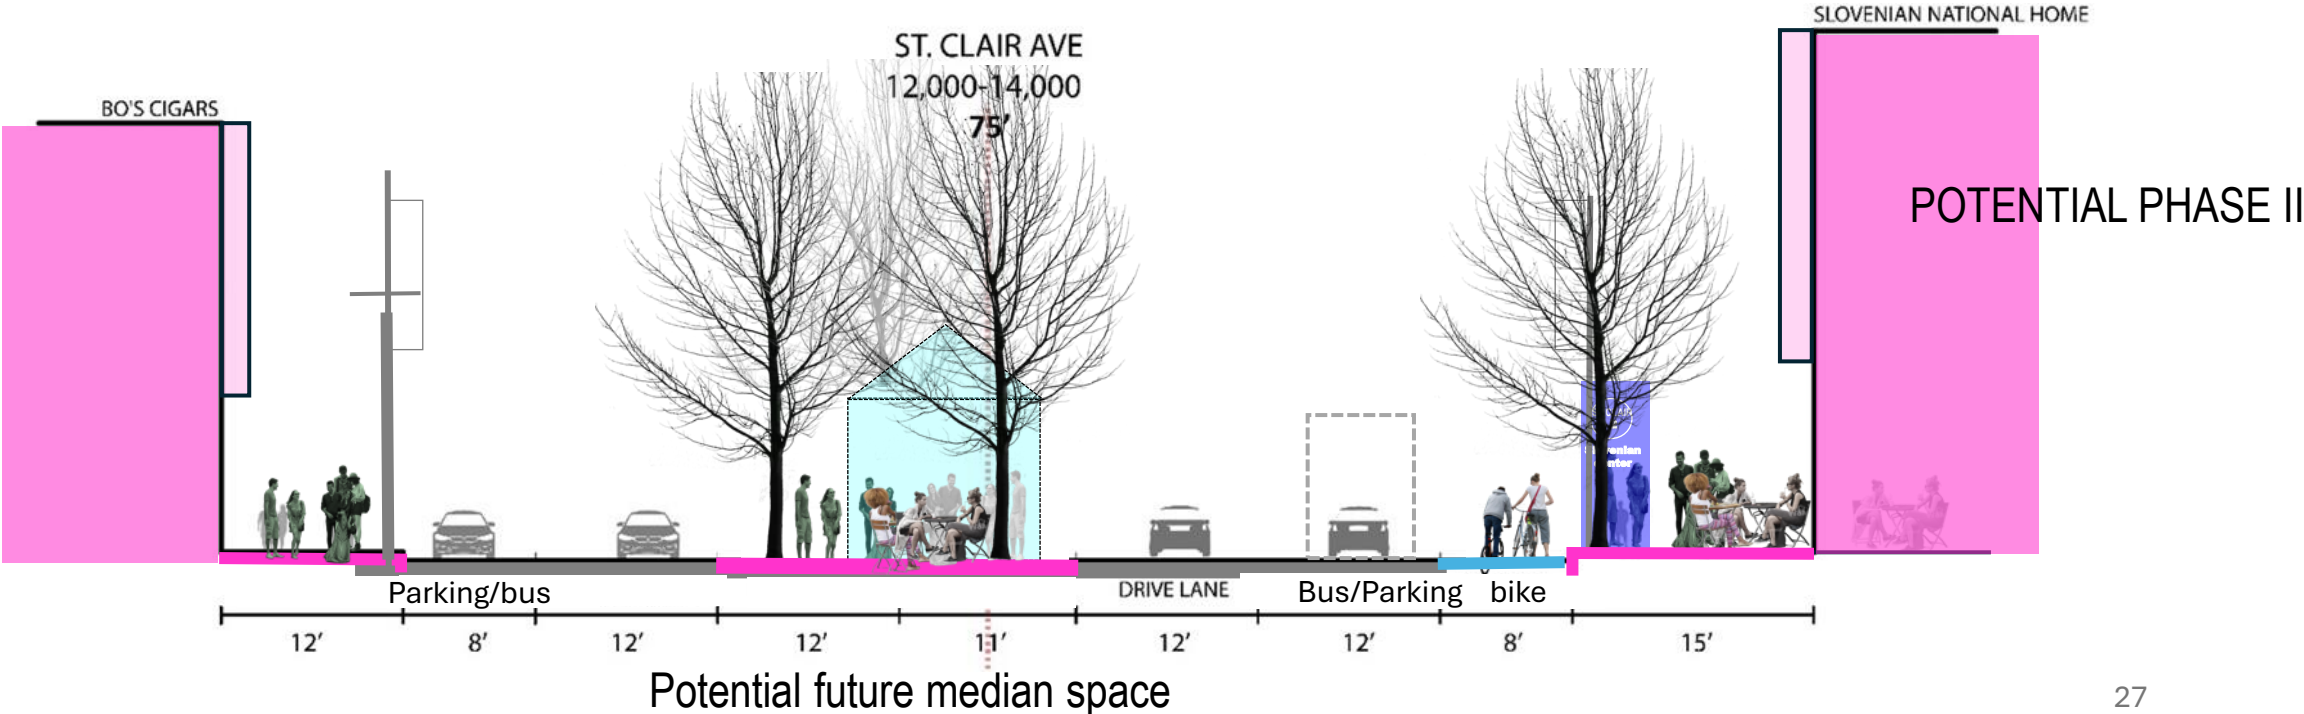 SLOVENIAN NATIONAL HOME
ST. CLAIR AVE
12,000-14,000
75'
BO'S CIGARS
POTENTIAL PHASE II
Parking/bus
DRIVE LANE
Bus/Parking
bike
12' 8' 12' 12' 11' 12' 12' 8' 15'
Potential future median space
27